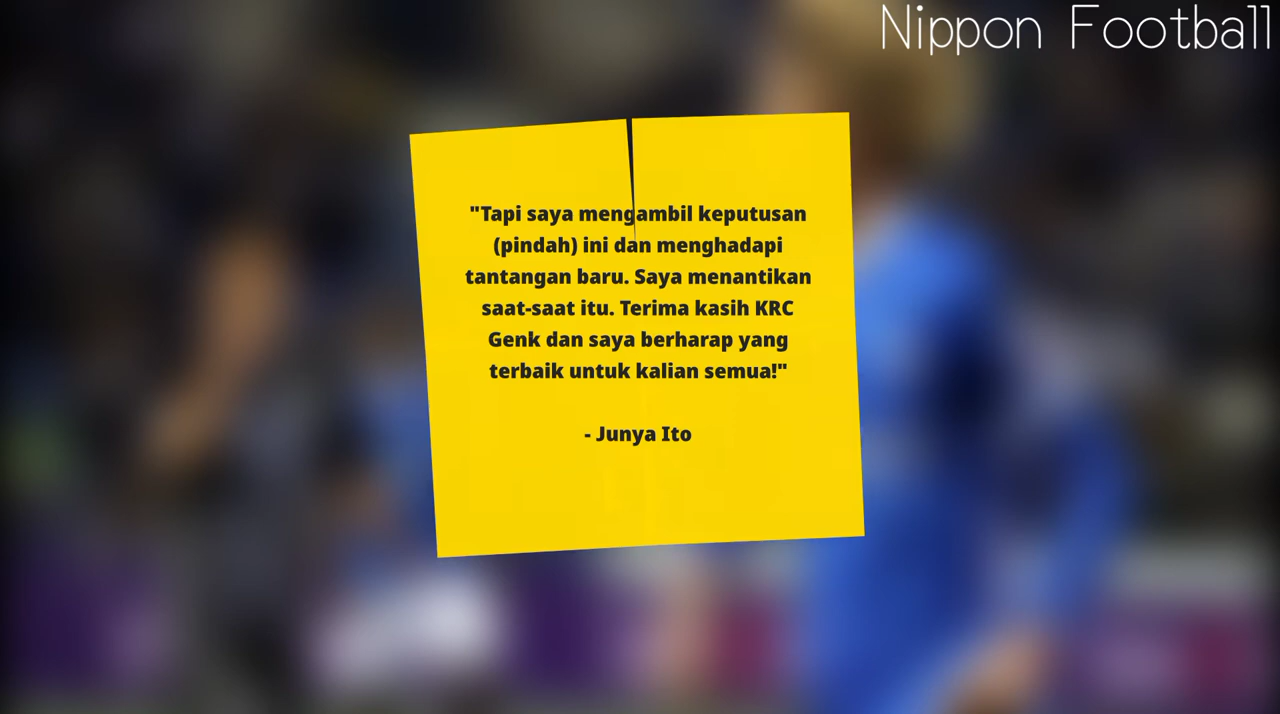 Nippon Football
"Tapi saya mengambil keputusan
(pindah) ini dan menghadapi
tantangan baru. Saya menantikan
saat-saat itu. Terima kasih KRC
Genk dan saya berharap yang
terbaik untuk kalian semua!"
- Junya Ito